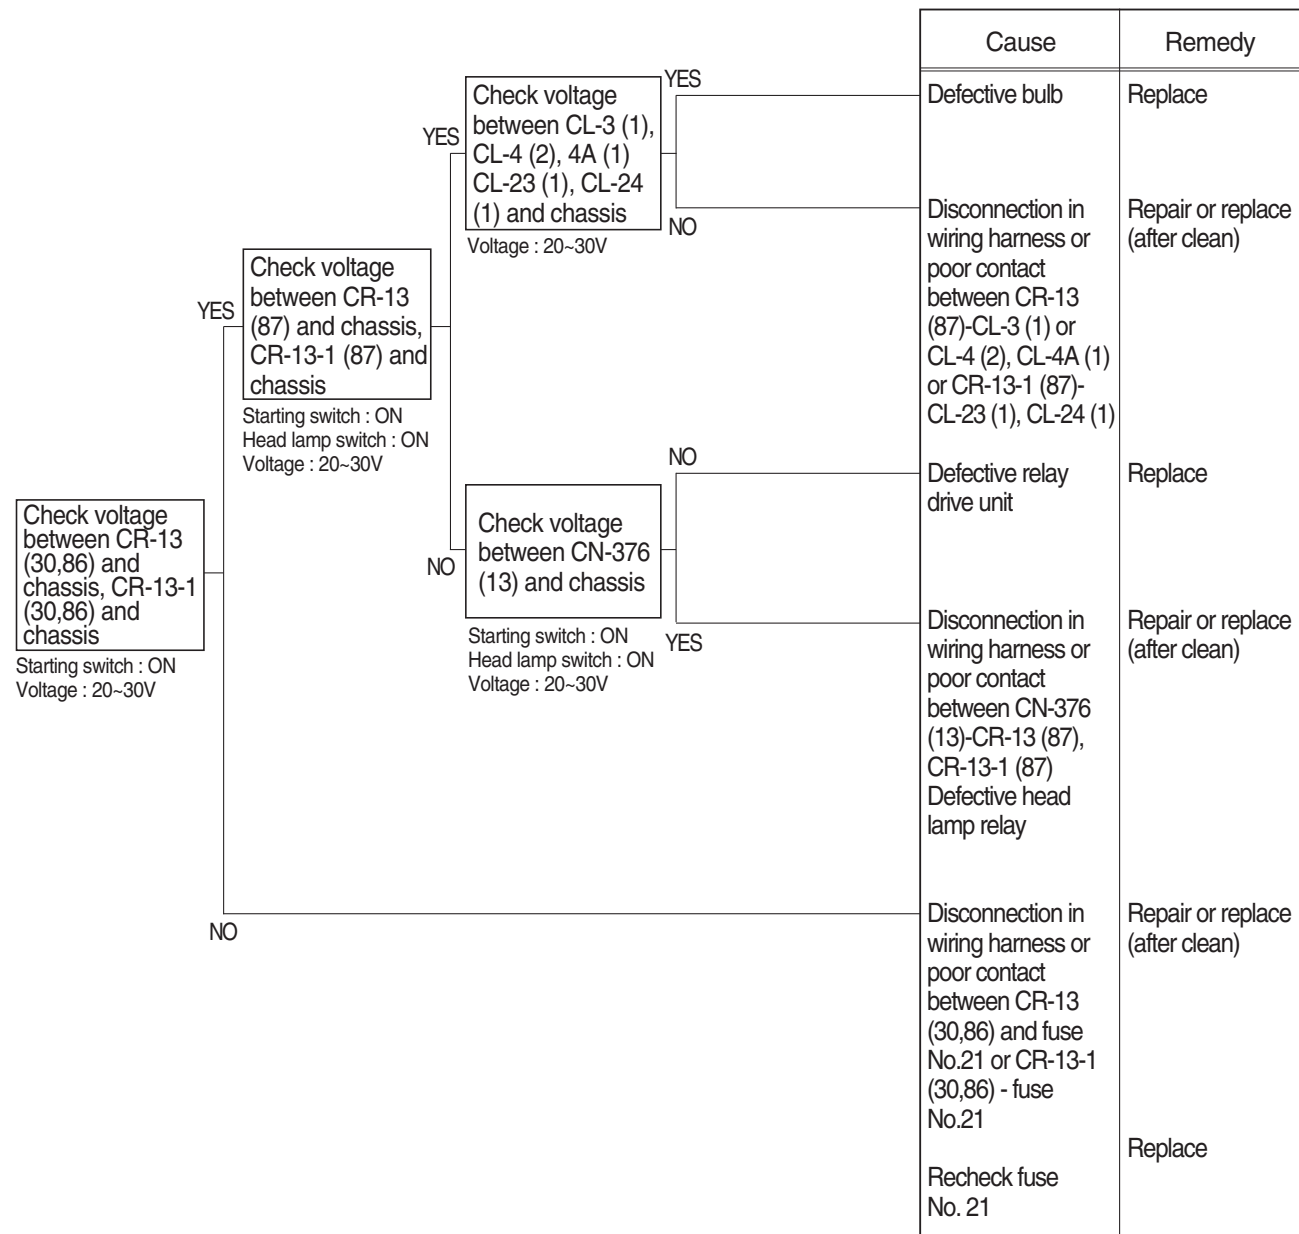 Cause
Remedy
YES
Check voltage
between CL-3 (1),
CL-4 (2), 4A (1)
CL-23 (1), CL-24
(1) and chassis
Voltage : 20~30V
Defective bulb
Replace
YES
NO
Disconnection in
wiring harness or
poor contact
between CR-13
(87)-CL-3 (1) or
CL-4 (2), CL-4A (1)
or CR-13-1 (87)-
CL-23 (1), CL-24 (1)
Repair or replace
(after clean)
YES
Check voltage
between CR-13
(87) and chassis,
CR-13-1 (87) and
chassis
Starting switch : ON
Head lamp switch : ON
Voltage : 20~30V
NO
Defective relay
drive unit
Replace
Check voltage
between CN-376
(13) and chassis
Starting switch : ON
Head lamp switch : ON
Voltage : 20~30V
NO
YES
Check voltage
between CR-13
(30,86) and
chassis, CR-13-1
(30,86) and
chassis
Starting switch : ON
Voltage : 20~30V
Disconnection in
wiring harness or
poor contact
between CN-376
(13)-CR-13 (87),
CR-13-1 (87)
Defective head
lamp relay
Repair or replace
(after clean)
NO
Disconnection in
wiring harness or
poor contact
between CR-13
(30,86) and fuse
No.21 or CR-13-1
(30,86) - fuse
No.21
Repair or replace
(after clean)
Replace
Recheck fuse
No. 21